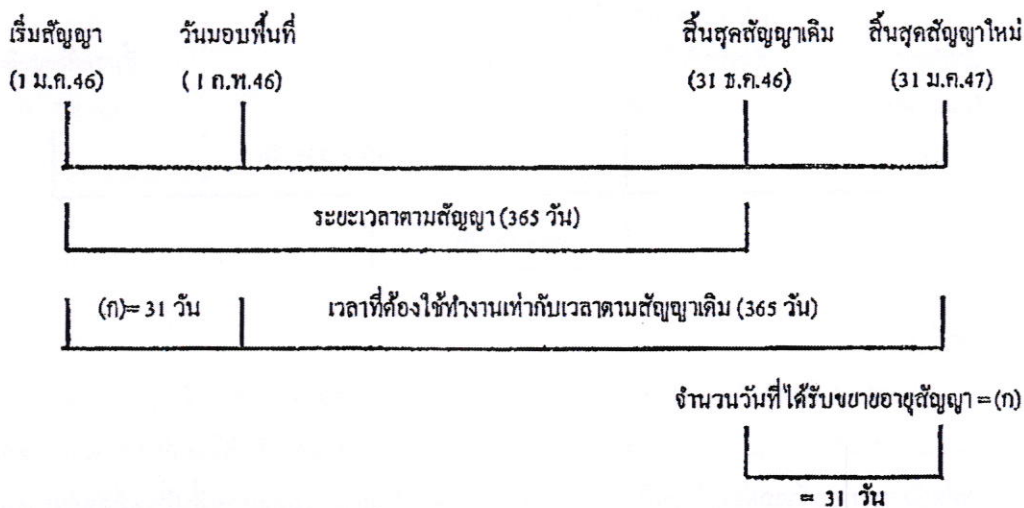 เริ่มสัญญา วันมอบพื้นที่ สิ้นสุดสัญญาเดิม สิ้นสุดสัญญาใหม่
(1 ม.ค.46) (1 ก.พ.46) (31 ธ.ค.46) (31 ม.ค.47)
ระยะเวลาตามสัญญา (365 วัน)
(ก)= 31 วัน เวลาที่ต้องใช้ทำงานเท่ากับเวลาตามสัญญาเดิม (365 วัน)
จำนวนวันที่ได้รับขยายอายุสัญญา = (ก)
= 31 วัน